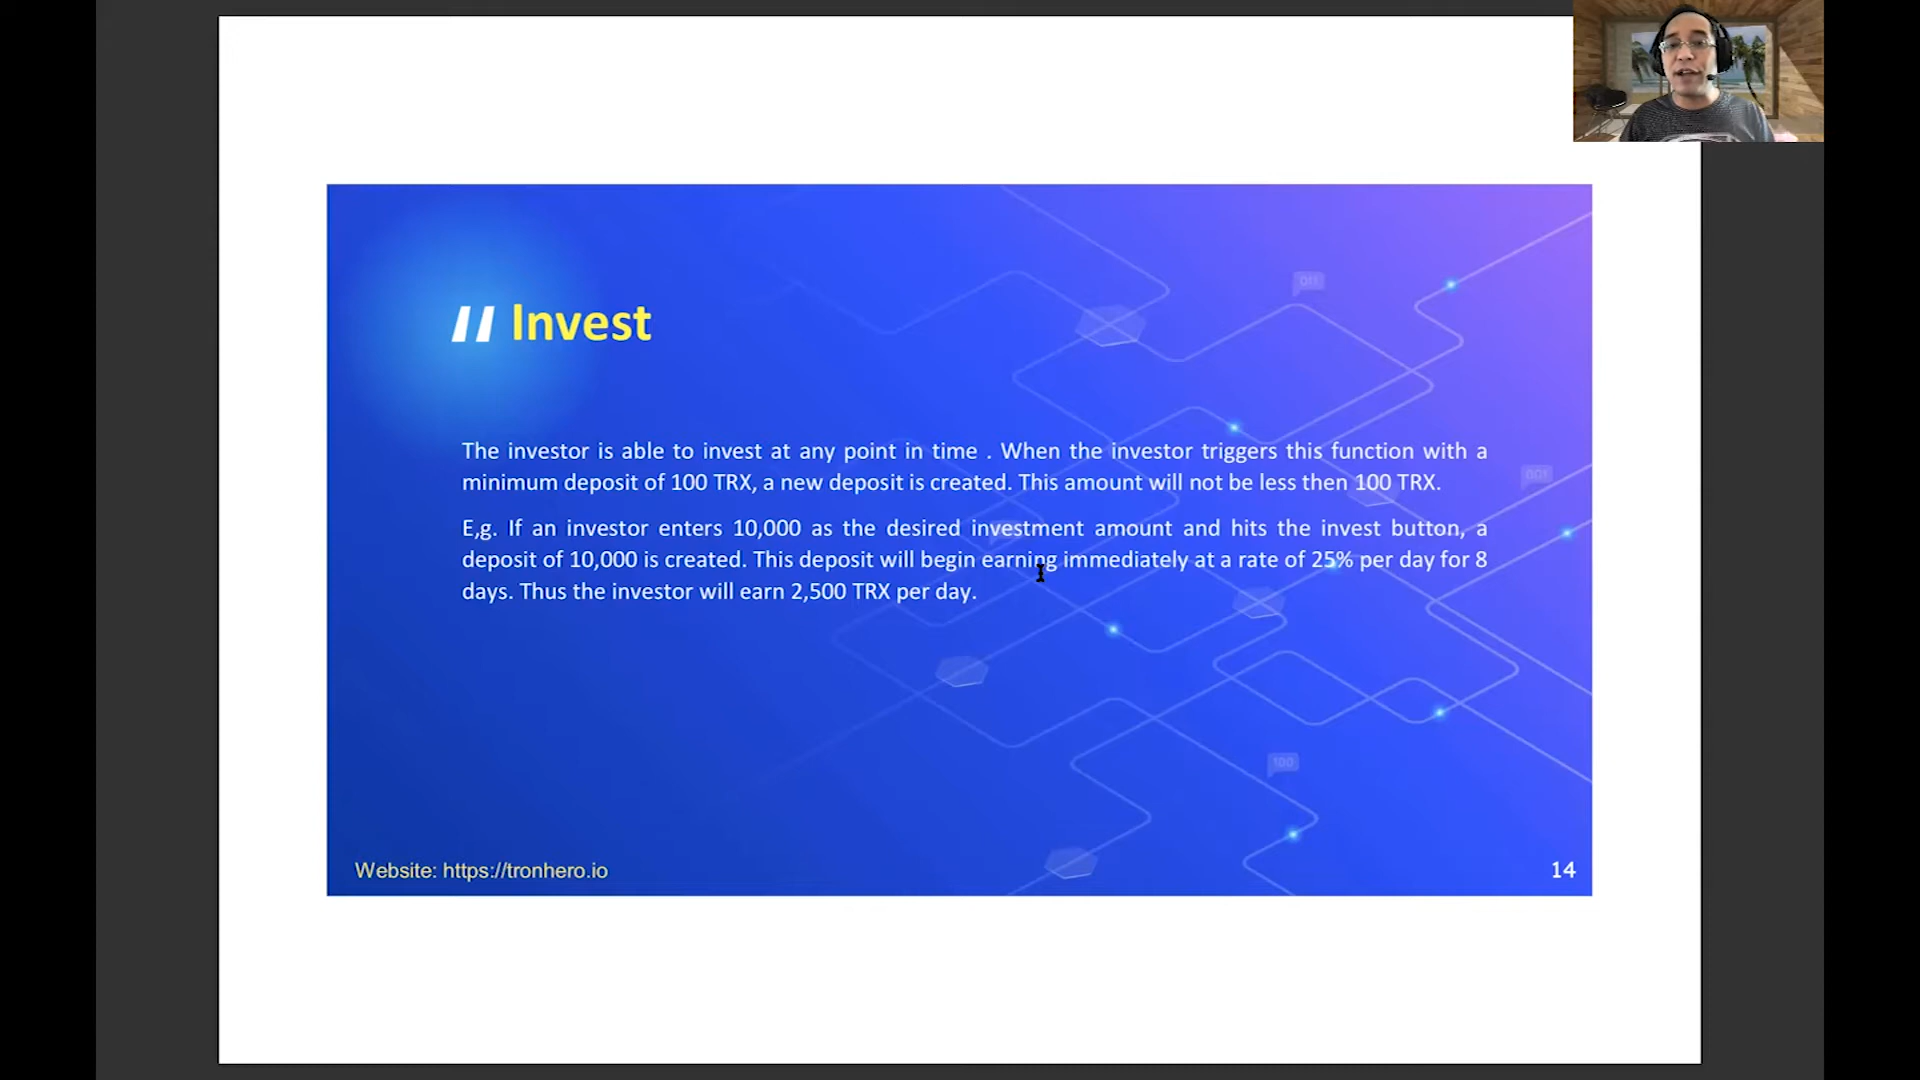 Invest
The investor is able to invest at any point in time . When the investor triggers this function with a
minimum deposit of 100 TRX, a new deposit is created. This amount will not be less then 100 TRX.
E,g. If an investor enters 10,000 as the desired investment amount and hits the invest button, a
deposit of 10,000 is created. This deposit will begin earning immediately at a rate of 25% per day for 8
days. Thus the investor will earn 2,500 TRX per day.
011
001
100
Website: https://tronhero.io
14